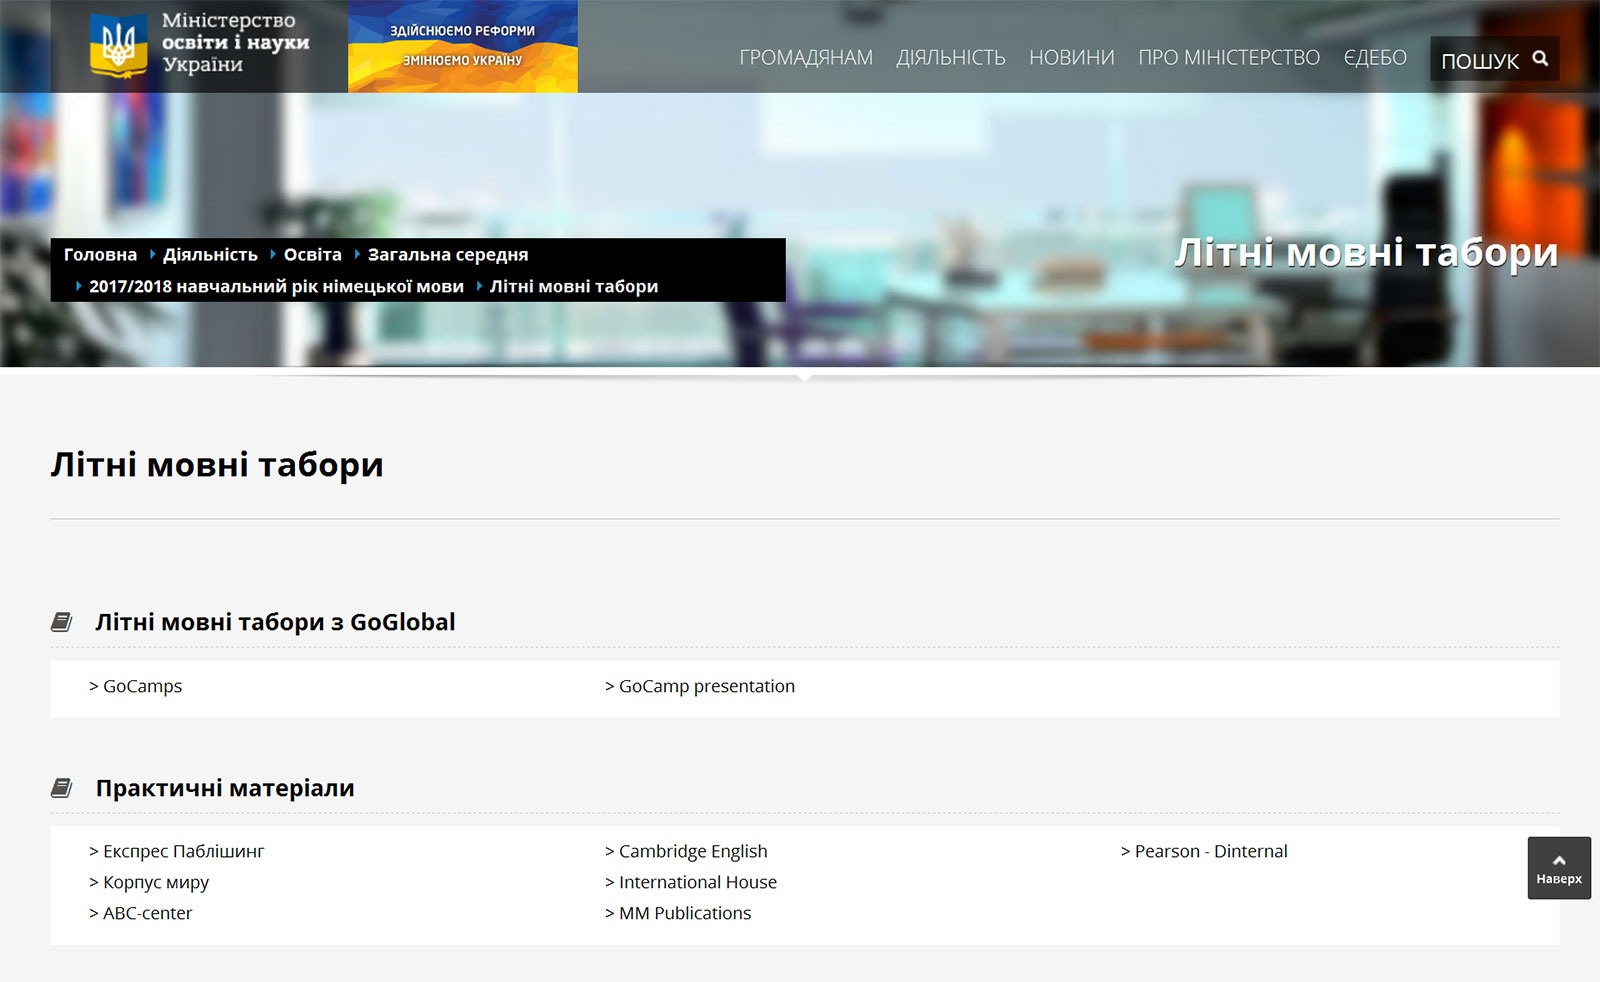 Міністерство
освіти і науки
України
ЗДІЙСНЮЄМО РЕФОРМИ
ЗМІНЮЄМО УКРАЇНУ
ГРОМАДЯНАМ ДІЯЛЬНІСТЬ НОВИНИ ПРО МІНІСТЕРСТВО ЄДЕБО ПОШУК
Головна Діяльність Освіта Загальна середня
2017/2018 навчальний рік німецької мови Літні мовні табори
Літні мовні табори
Літні мовні табори
Літні мовні табори з GoGlobal
> GoCamps > GoCamp presentation
Практичні матеріали
> Експрес Паблішинг > Cambridge English > Pearson - Dinternal
> Корпус миру > International House
> ABC-center > MM Publications
Наверх